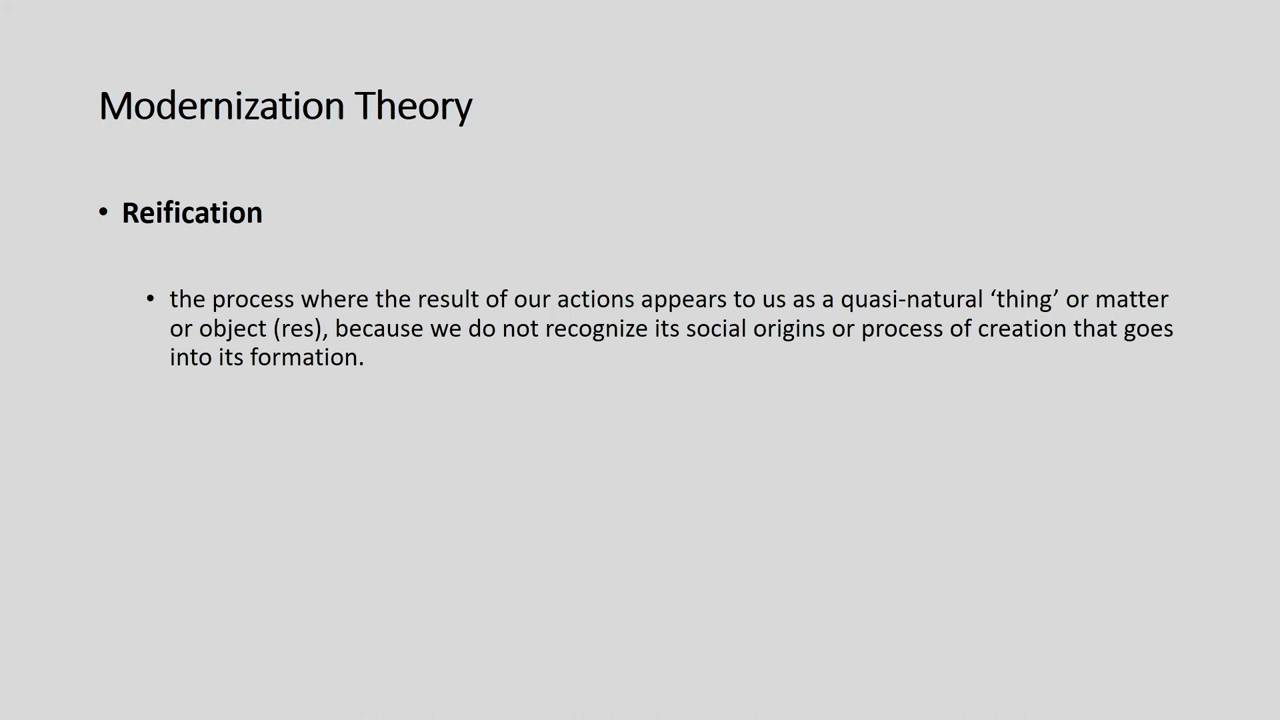 Modernization Theory
• Reification
• the process where the result of our actions appears to us as a quasi-natural ‘thing’ or matter
or object (res), because we do not recognize its social origins or process of creation that goes
into its formation.